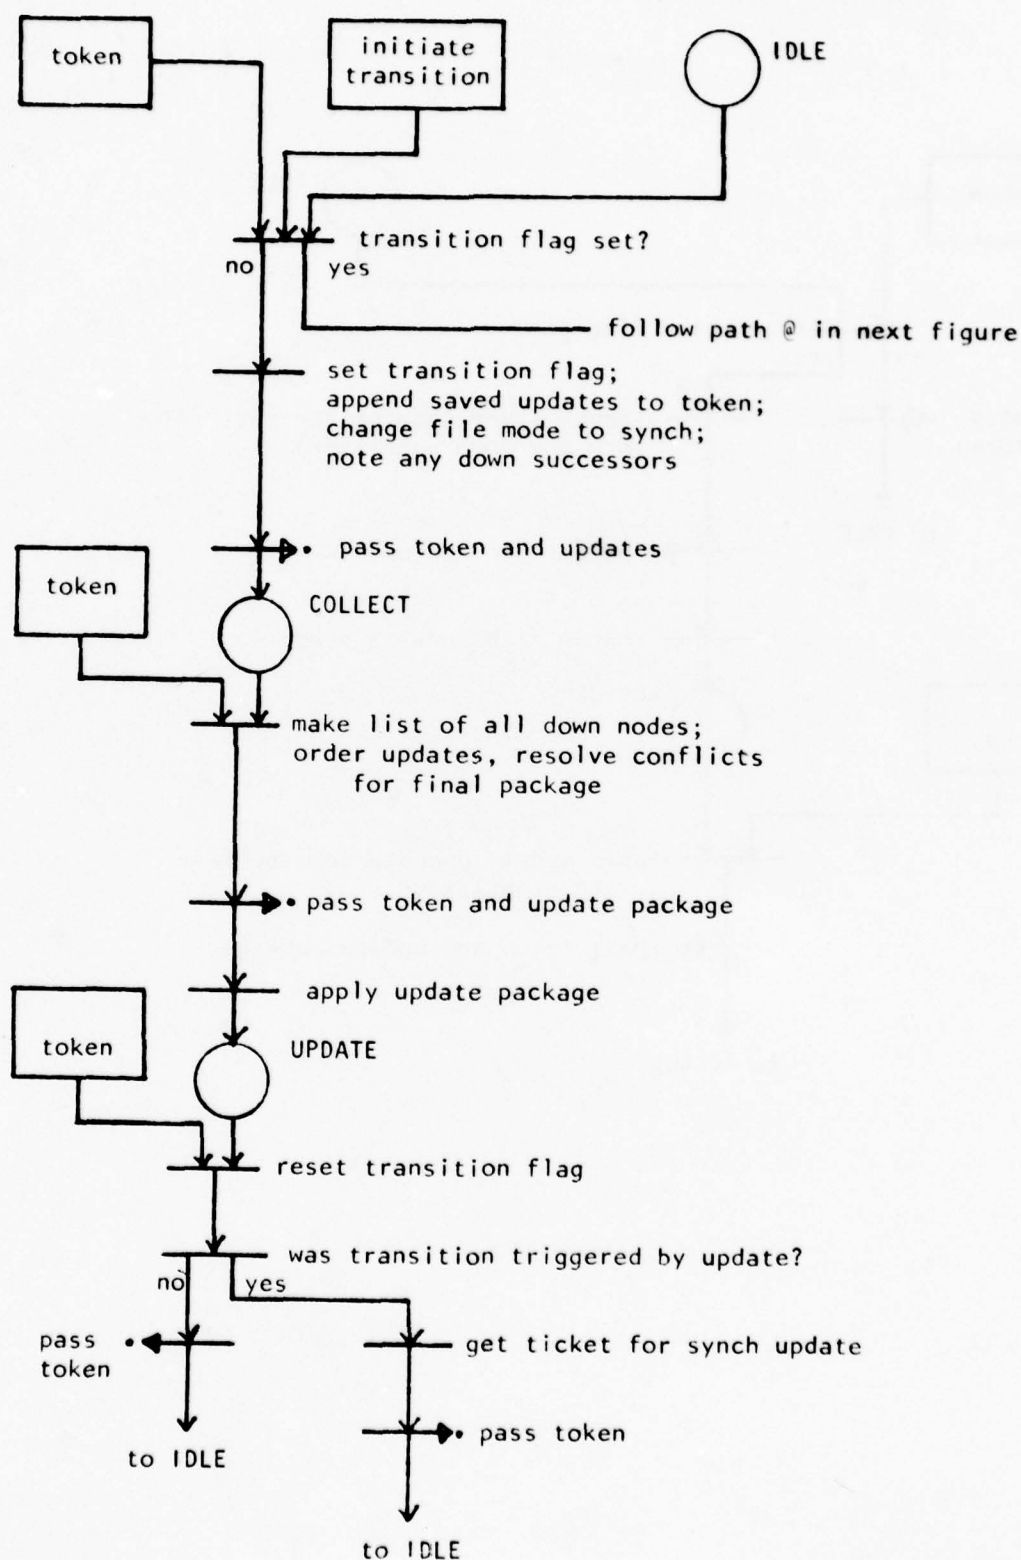 token
initiate
transition
IDLE
transition flag set?
no
yes
follow path @ in next figure
set transition flag;
append saved updates to token;
change file mode to synch;
note any down successors
pass token and updates
token
COLLECT
make list of all down nodes;
order updates, resolve conflicts
for final package
pass token and update package
apply update package
token
UPDATE
reset transition flag
was transition triggered by update?
no
yes
pass
token
get ticket for synch update
pass token
to IDLE
to IDLE